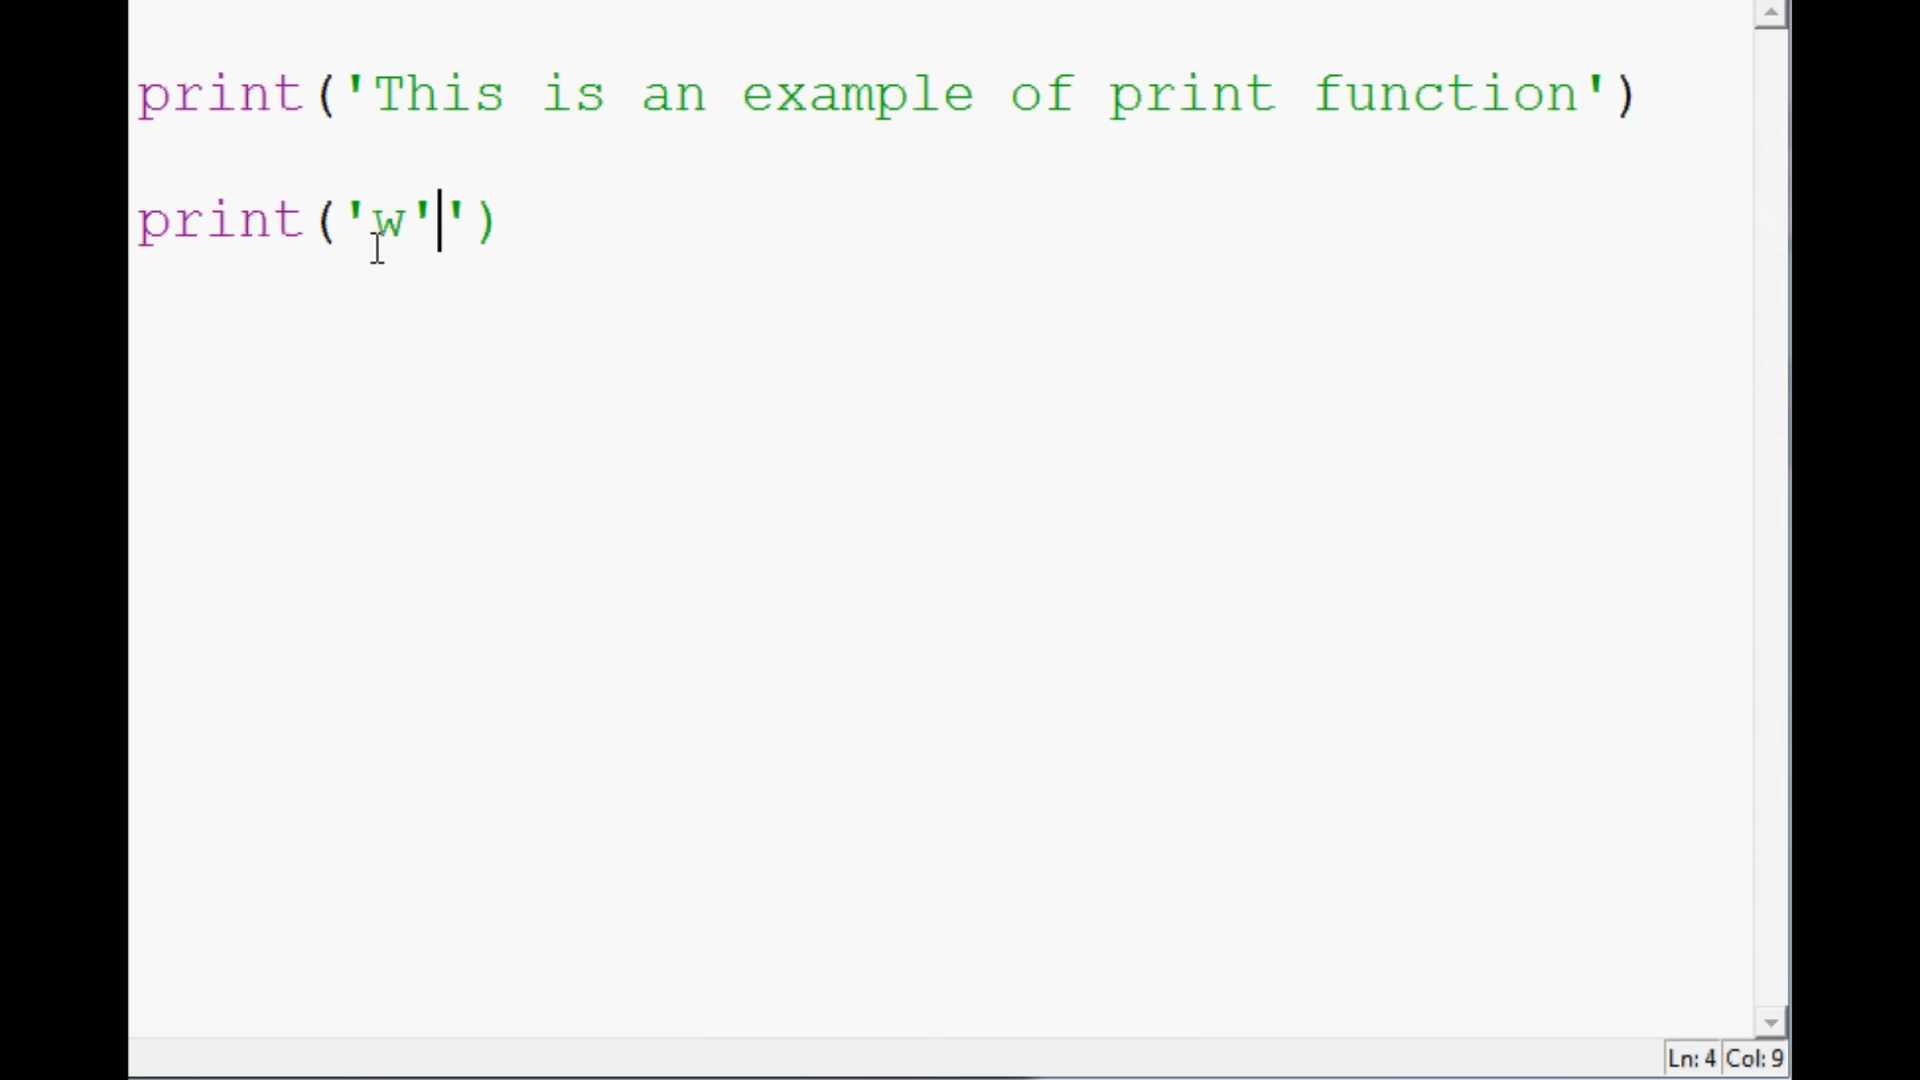 print('This is an example of print function')
print('w'')
Ln: 4 Col: 9